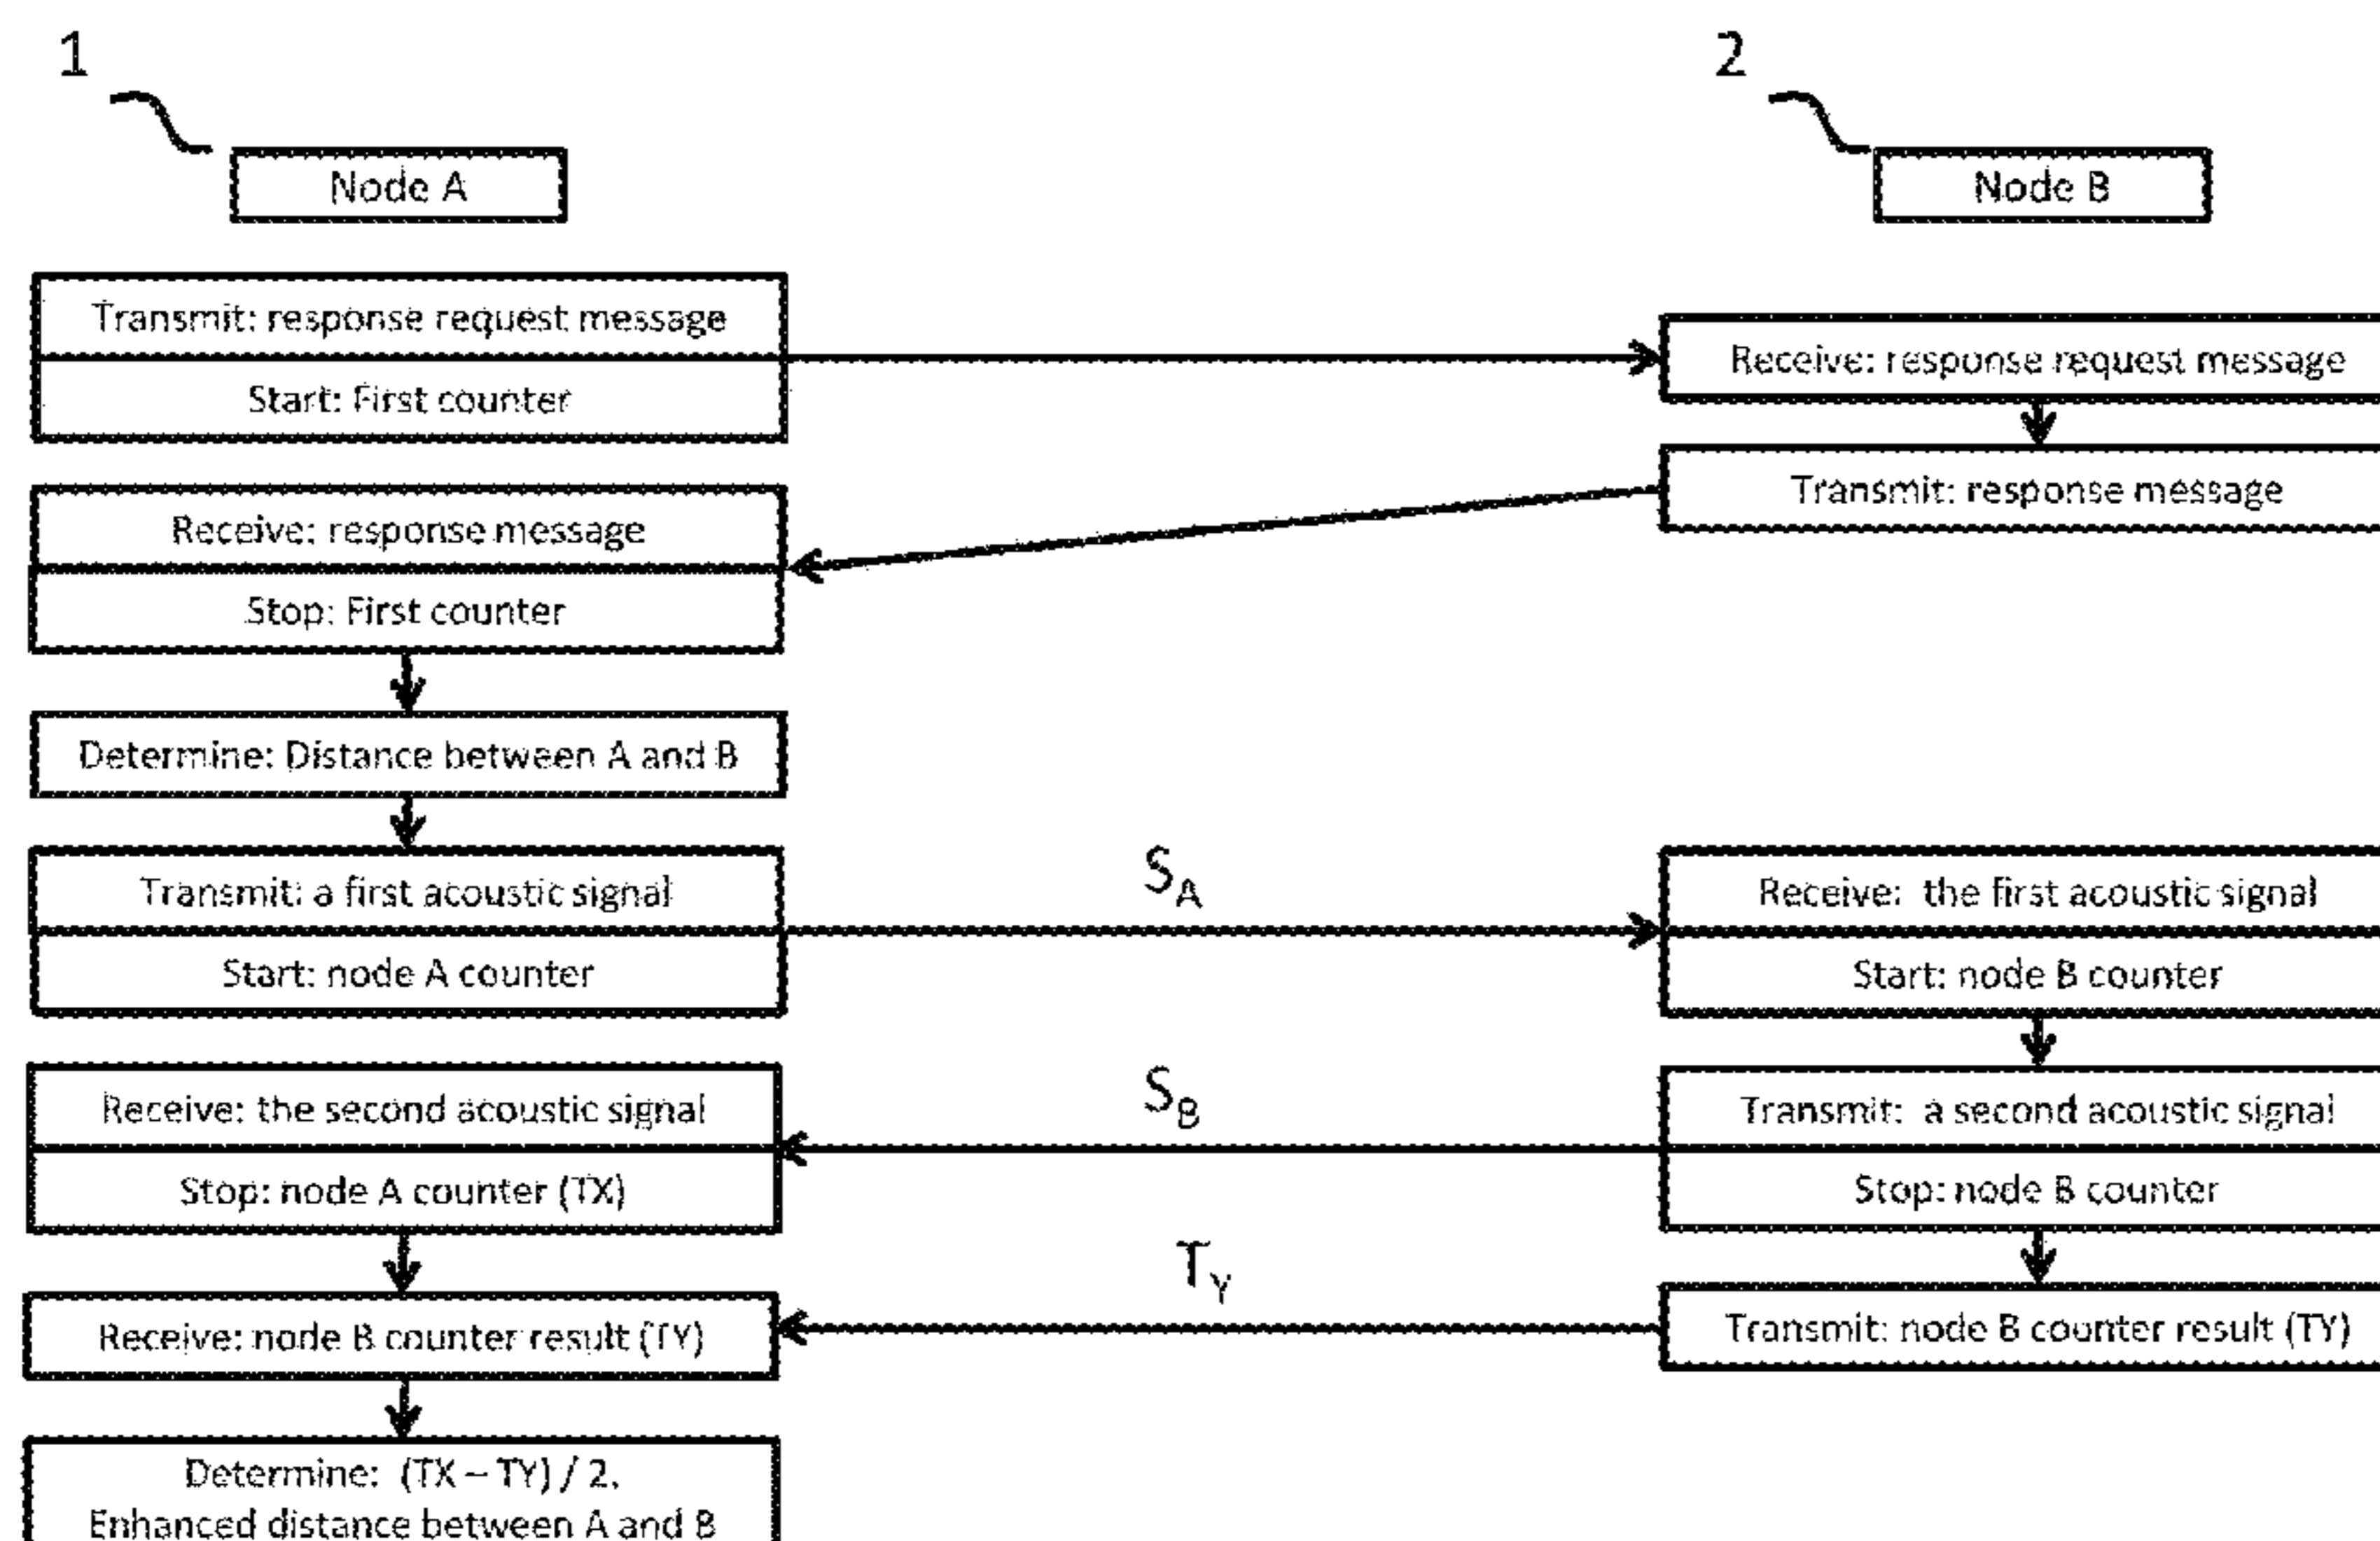 1
2
Node A
Node B
Transmit: response request message
Start: First counter
Receive: response request message
Transmit: response message
Receive: response message
Stop: First counter
Determine: Distance between A and B
Transmit: a first acoustic signal
Start: node A counter
S_A
Receive: the first acoustic signal
Start: node B counter
Receive: the second acoustic signal
Stop: node A counter (TX)
S_B
Transmit: a second acoustic signal
Stop: node B counter
T_Y
Receive: node B counter result (TY)
Transmit: node B counter result (TY)
Determine: (TX – TY) / 2,
Enhanced distance between A and B